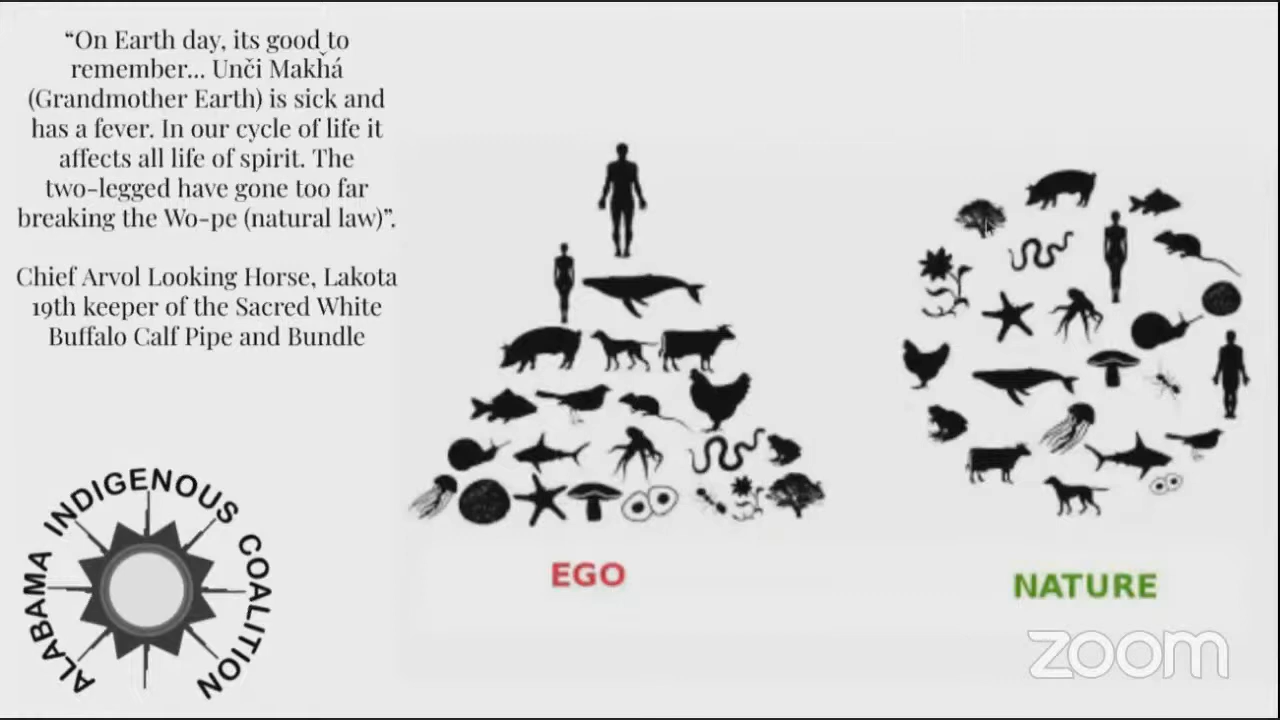 “On Earth day, its good to
remember... Unči Makȟá
(Grandmother Earth) is sick and
has a fever. In our cycle of life it
affects all life of spirit. The
two-legged have gone too far
breaking the Wo-pe (natural law)”.
Chief Arvol Looking Horse, Lakota
19th keeper of the Sacred White
Buffalo Calf Pipe and Bundle
ALABAMA INDIGENOUS COALITION
EGO
NATURE
zoom